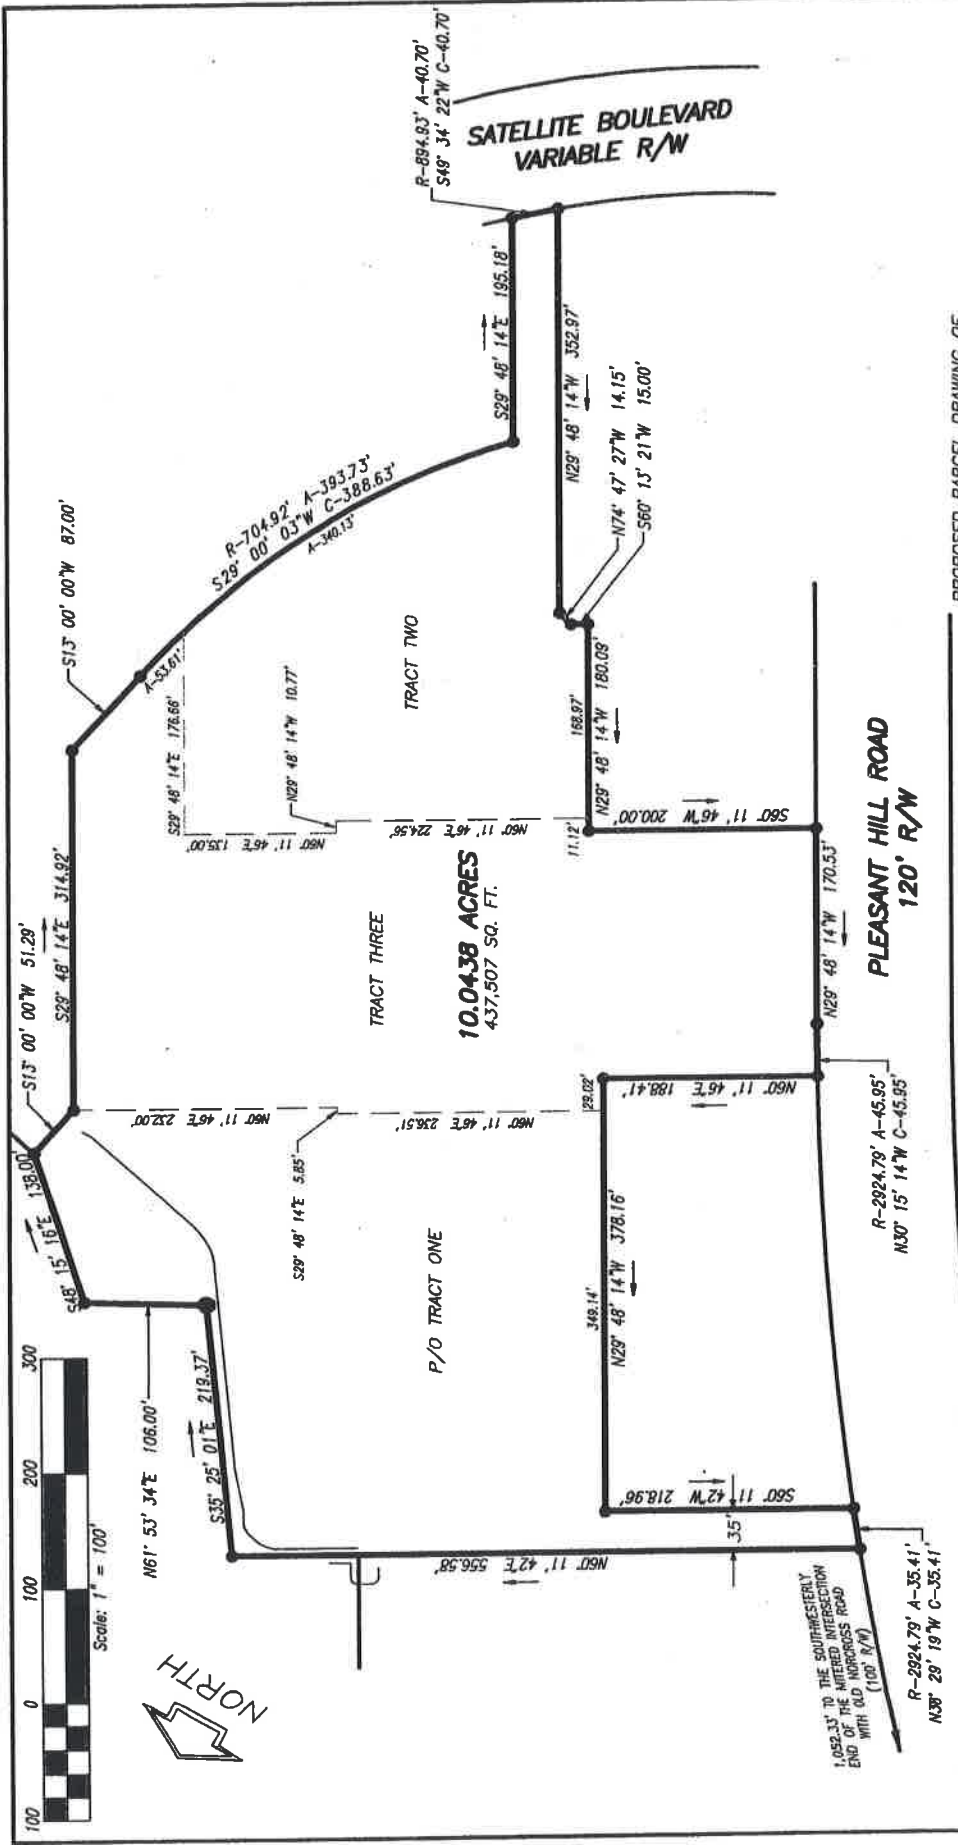 100
0
100
200
300
Scale: 1" = 100'
NORTH
S48° 15' 16"E 138.00'
S13° 00' 00"W 51.29'
S29° 48' 14"E 314.92'
S13° 00' 00"W 87.00'
R-704.92' A-393.73'
S29° 00' 03"W C-388.63'
A-340.13'
A-53.61'
S29° 48' 14"E 195.18'
R-894.93' A-40.70'
S49° 34' 22"W C-40.70'
SATELLITE BOULEVARD
VARIABLE R/W
N61° 53' 34"E 106.00'
S35° 25' 01"E 219.37'
N60° 11' 46"E 232.00'
S29° 48' 14"E 5.85'
N60° 11' 46"E 236.51'
S29° 48' 14"E 176.66'
N60° 11' 46"E 135.00'
N29° 48' 14"W 10.77'
N60° 11' 46"E 224.56'
P/O TRACT ONE
TRACT THREE
TRACT TWO
10.0438 ACRES
437,507 SQ. FT.
N29° 48' 14"W 352.97'
N74° 47' 27"W 14.15'
S60° 13' 21"W 15.00'
168.97'
N29° 48' 14"W 180.09'
11.12'
S60° 11' 46"W 200.00'
29.02'
N60° 11' 46"E 188.41'
349.14'
N29° 48' 14"W 378.16'
S60° 11' 42"W 218.96'
35'
N60° 11' 42"E 556.58'
N29° 48' 14"W 170.53'
PLEASANT HILL ROAD
120' R/W
R-2924.79' A-45.95'
N30° 15' 14"W C-45.95'
1,052.33' TO THE SOUTHWESTERLY
END OF THE MITERED INTERSECTION
WITH OLD NORCROSS ROAD
(100' R/W)
R-2924.79' A-35.41'
C-35.41'
PROPOSED PARCEL DRAWING OF